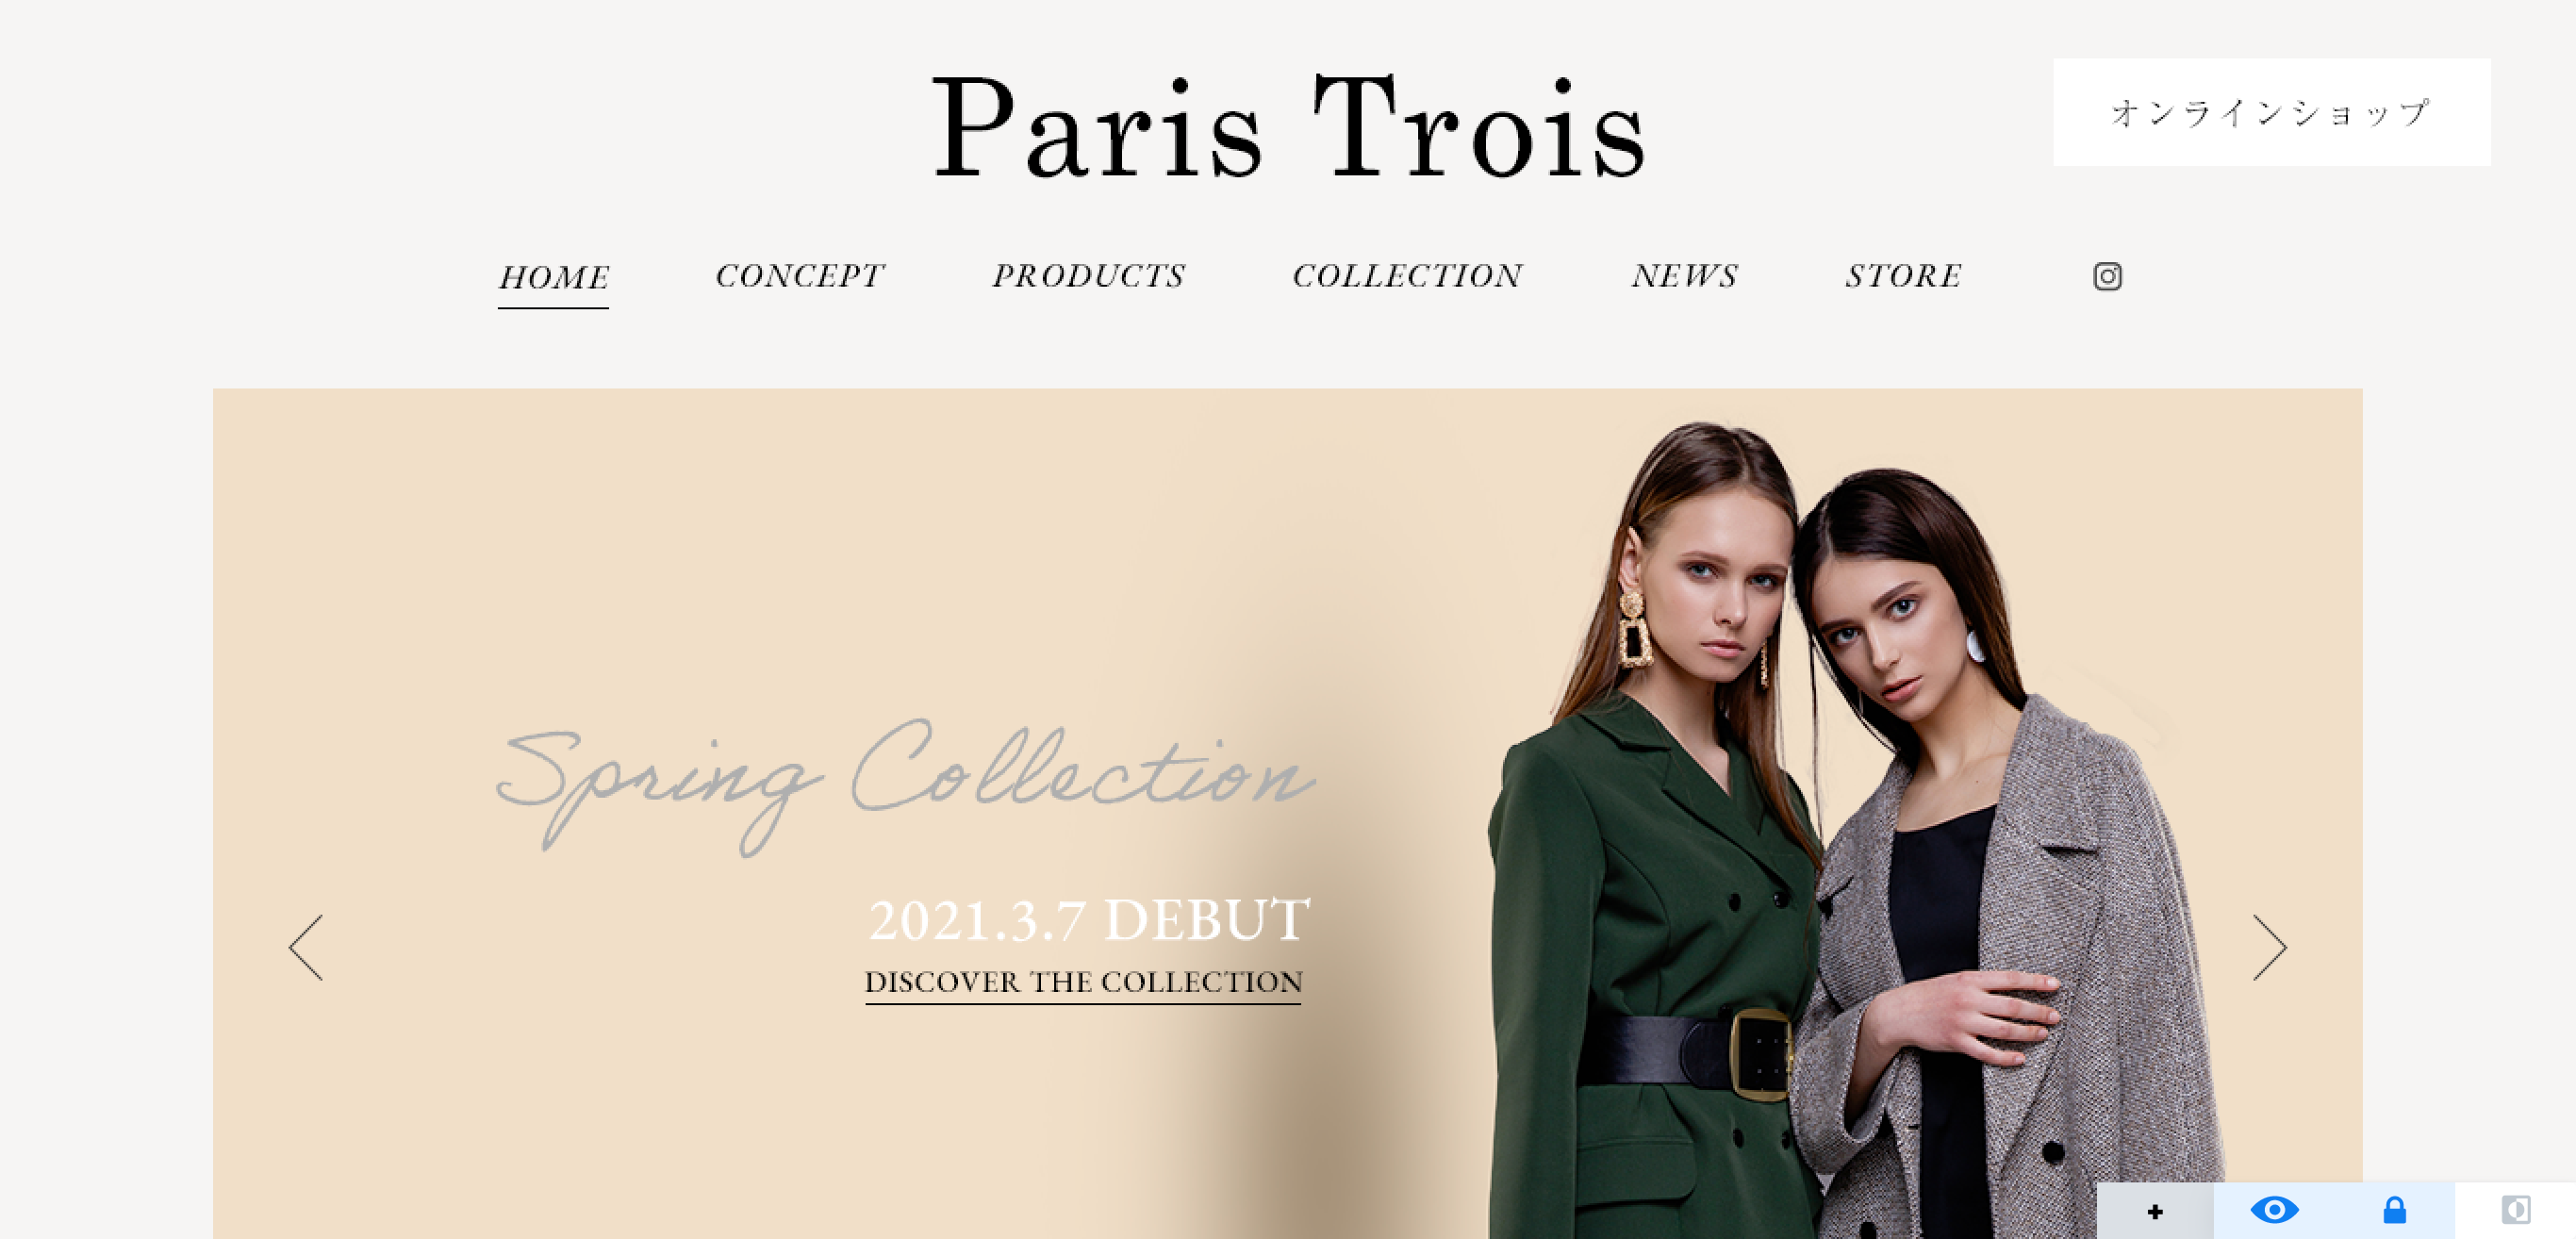 Paris Trois
オンラインショップ
HOME CONCEPT PRODUCTS COLLECTION NEWS STORE
Spring Collection
2021.3.7 DEBUT
DISCOVER THE COLLECTION